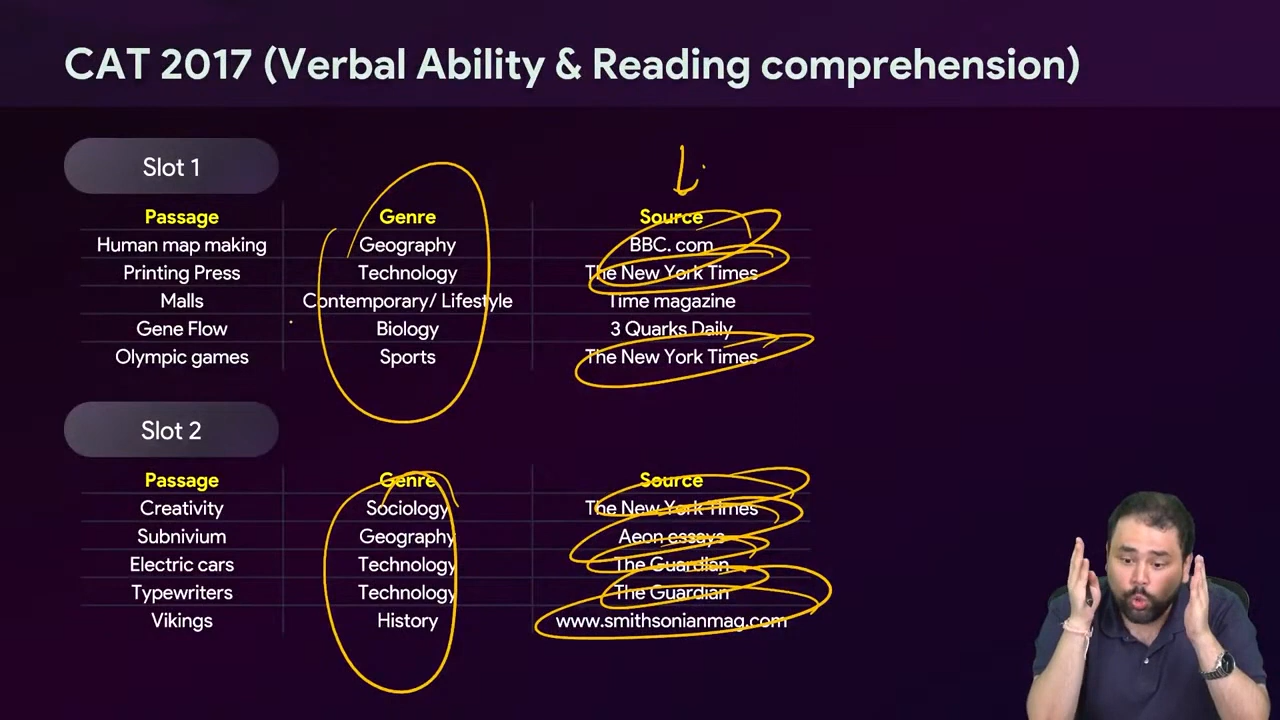 CAT 2017 (Verbal Ability & Reading comprehension)
Slot 1
Passage Genre Source
Human map making Geography BBC. com
Printing Press Technology The New York Times
Malls Contemporary/ Lifestyle Time magazine
Gene Flow Biology 3 Quarks Daily
Olympic games Sports The New York Times
Slot 2
Passage Genre Source
Creativity Sociology The New York Times
Subnivium Geography Aeon essays
Electric cars Technology The Guardian
Typewriters Technology The Guardian
Vikings History www.smithsonianmag.com